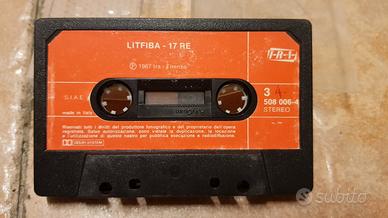 LITFIBA - 17 RE
I·R·A
℗ 1987 Ira - Firenze
3
S.I.A.E.
508 006-4
made in Italy
STEREO
Riservati tutti i diritti del produttore fonografico e del proprietario dell'opera
registrata. Salvo autorizzazione, sono vietate la duplicazione, la locazione
e l'utilizzazione di questo nastro per pubblica esecuzione e radiodiffusione.
DOLBY SYSTEM
subito